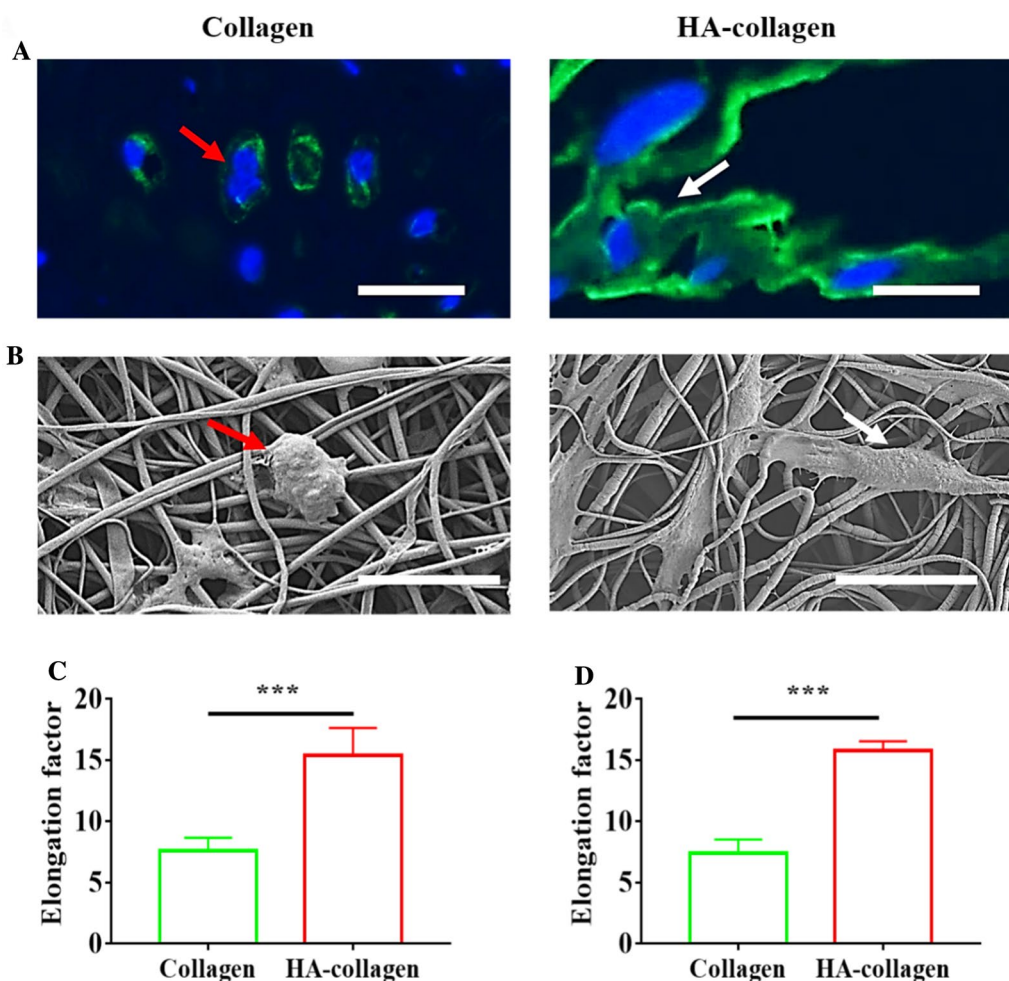 Collagen HA-collagen
A
B
C D
*** ***
Elongation factor Elongation factor
20 20
15 15
10 10
5 5
0 0
Collagen HA-collagen Collagen HA-collagen